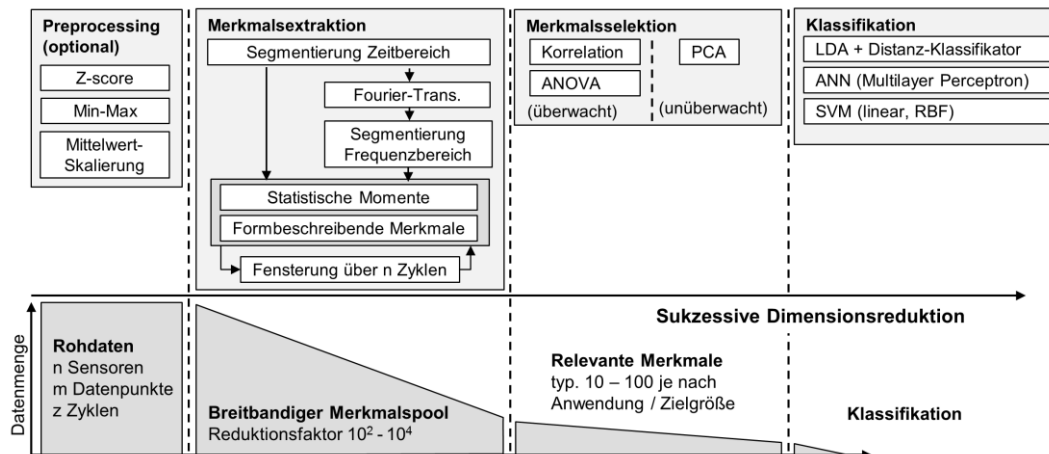 Preprocessing
(optional)
Z-score
Min-Max
Mittelwert-
Skalierung
Merkmalsextraktion
Segmentierung Zeitbereich
Fourier-Trans.
Segmentierung
Frequenzbereich
Statistische Momente
Formbeschreibende Merkmale
Fensterung über n Zyklen
Merkmalsselektion
Korrelation
ANOVA
(überwacht)
PCA
(unüberwacht)
Klassifikation
LDA + Distanz-Klassifikator
ANN (Multilayer Perceptron)
SVM (linear, RBF)
Sukzessive Dimensionsreduktion
Datenmenge
Rohdaten
n Sensoren
m Datenpunkte
z Zyklen
Breitbandiger Merkmalspool
Reduktionsfaktor 10² - 10⁴
Relevante Merkmale
typ. 10 – 100 je nach
Anwendung / Zielgröße
Klassifikation